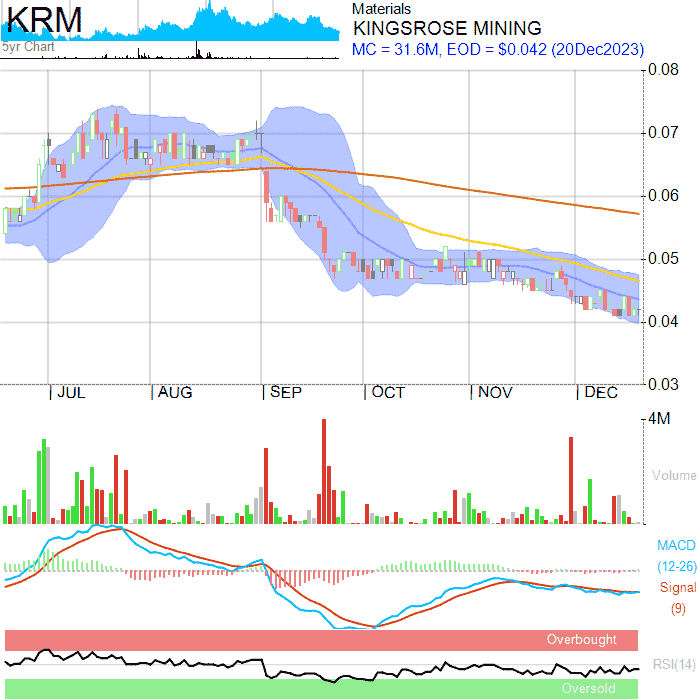 KRM
5yr Chart
Materials
KINGSROSE MINING
MC = 31.6M, EOD = $0.042 (20Dec2023)
0.08
0.07
0.06
0.05
0.04
0.03
JUL AUG SEP OCT NOV DEC
4M
Volume
MACD
(12-26)
Signal
(9)
Overbought
RSI(14)
Oversold